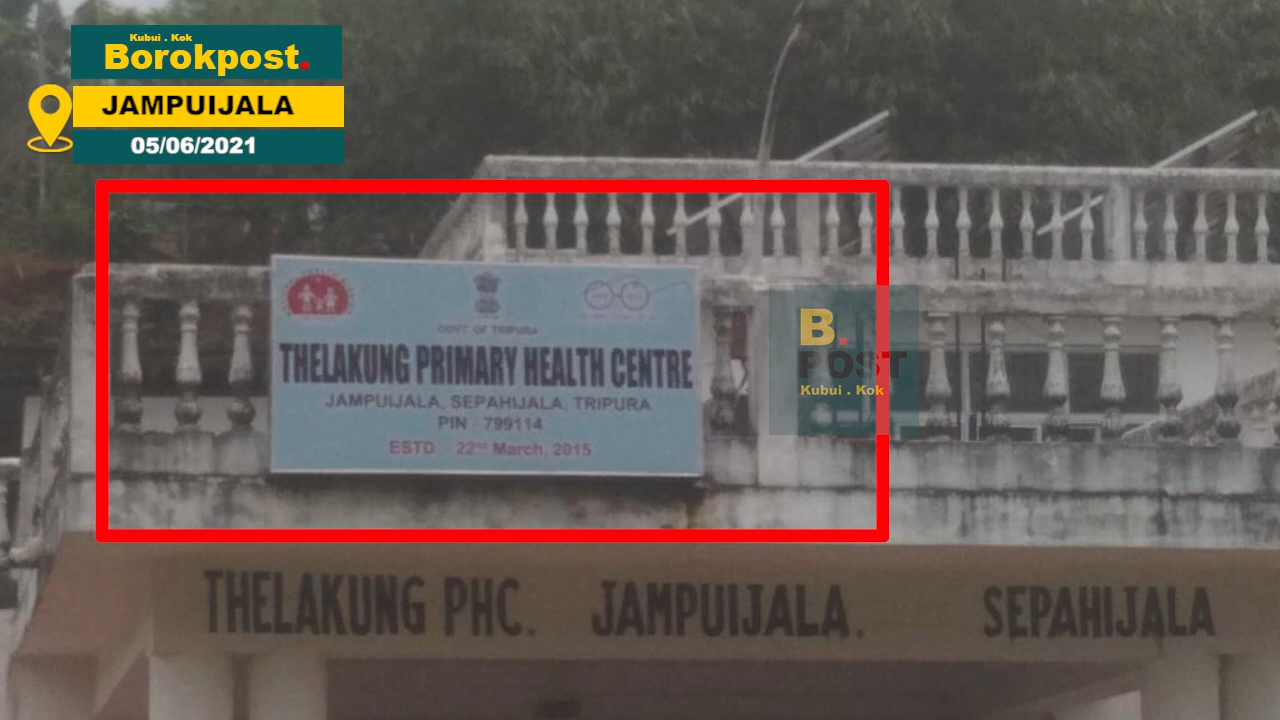 Kubui . Kok
Borokpost.
JAMPUIJALA
05/06/2021
GOVT. OF TRIPURA
THELAKUNG PRIMARY HEALTH CENTRE
JAMPUIJALA, SEPAHIJALA, TRIPURA
PIN - 799114
ESTD 22nd March, 2015
B.
POST
Kubui . Kok
THELAKUNG PHC. JAMPUIJALA. SEPAHIJALA